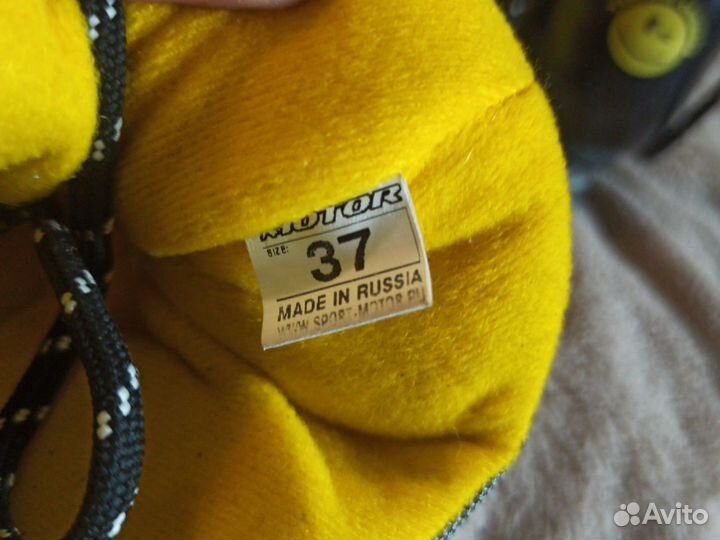 MOTOR
SIZE:
37
MADE IN RUSSIA
WWW.SPORT-MOTOR.RU
Avito